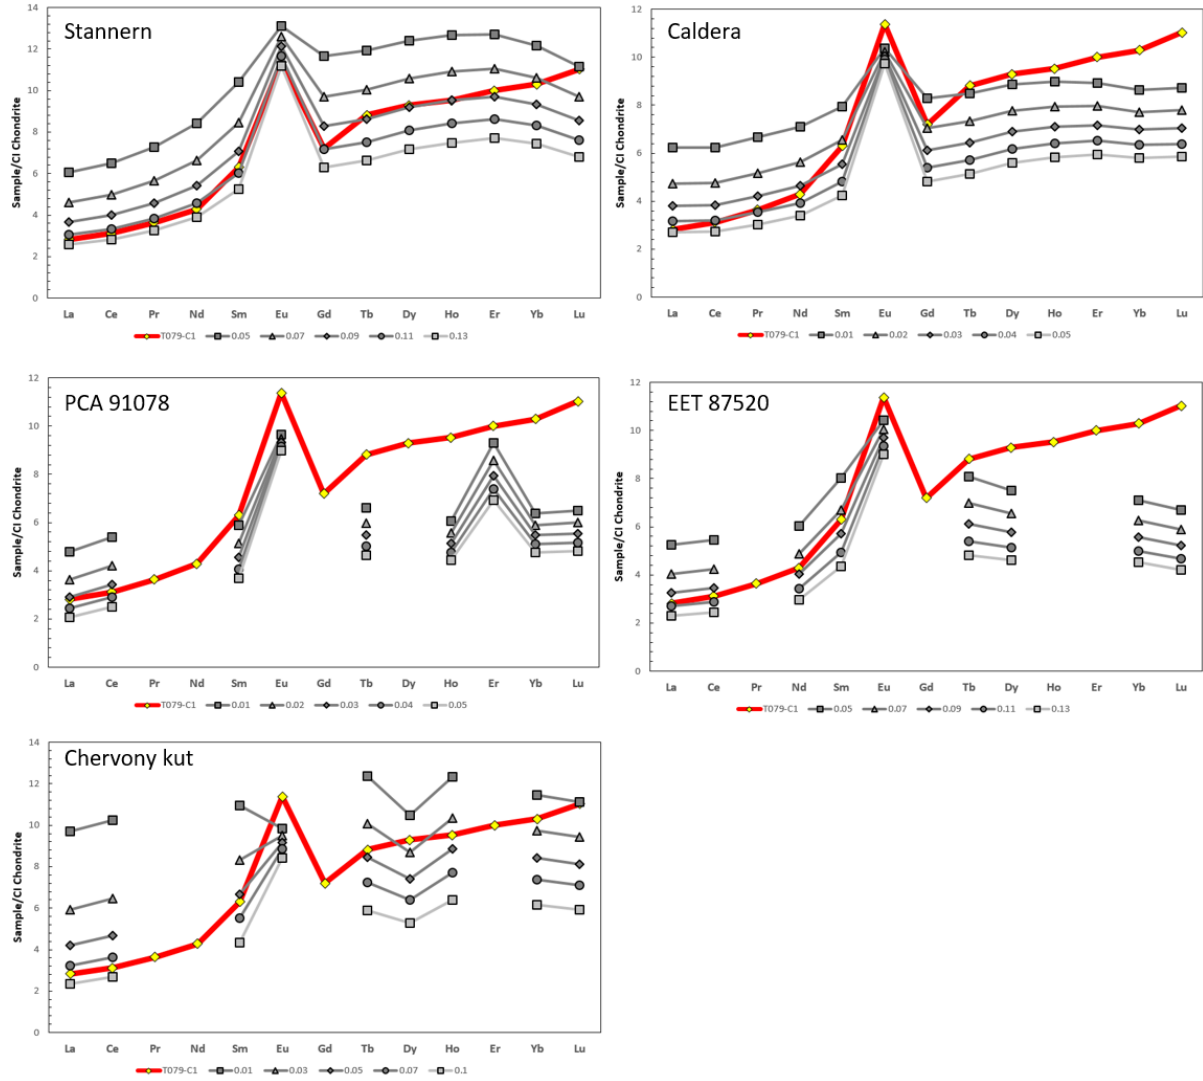 Stannern
Sample/CI Chondrite
14
12
10
8
6
4
2
0
La Ce Pr Nd Sm Eu Gd Tb Dy Ho Er Yb Lu
T079-C1 0.05 0.07 0.09 0.11 0.13
Caldera
Sample/CI Chondrite
12
10
8
6
4
2
0
La Ce Pr Nd Sm Eu Gd Tb Dy Ho Er Yb Lu
T079-C1 0.01 0.02 0.03 0.04 0.05
PCA 91078
Sample/CI Chondrite
12
10
8
6
4
2
0
La Ce Pr Nd Sm Eu Gd Tb Dy Ho Er Yb Lu
T079-C1 0.01 0.02 0.03 0.04 0.05
EET 87520
Sample/CI Chondrite
12
10
8
6
4
2
0
La Ce Pr Nd Sm Eu Gd Tb Dy Ho Er Yb Lu
T079-C1 0.05 0.07 0.09 0.11 0.13
Chervony kut
Sample/CI Chondrite
14
12
10
8
6
4
2
0
La Ce Pr Nd Sm Eu Gd Tb Dy Ho Er Yb Lu
T079-C1 0.01 0.03 0.05 0.07 0.1